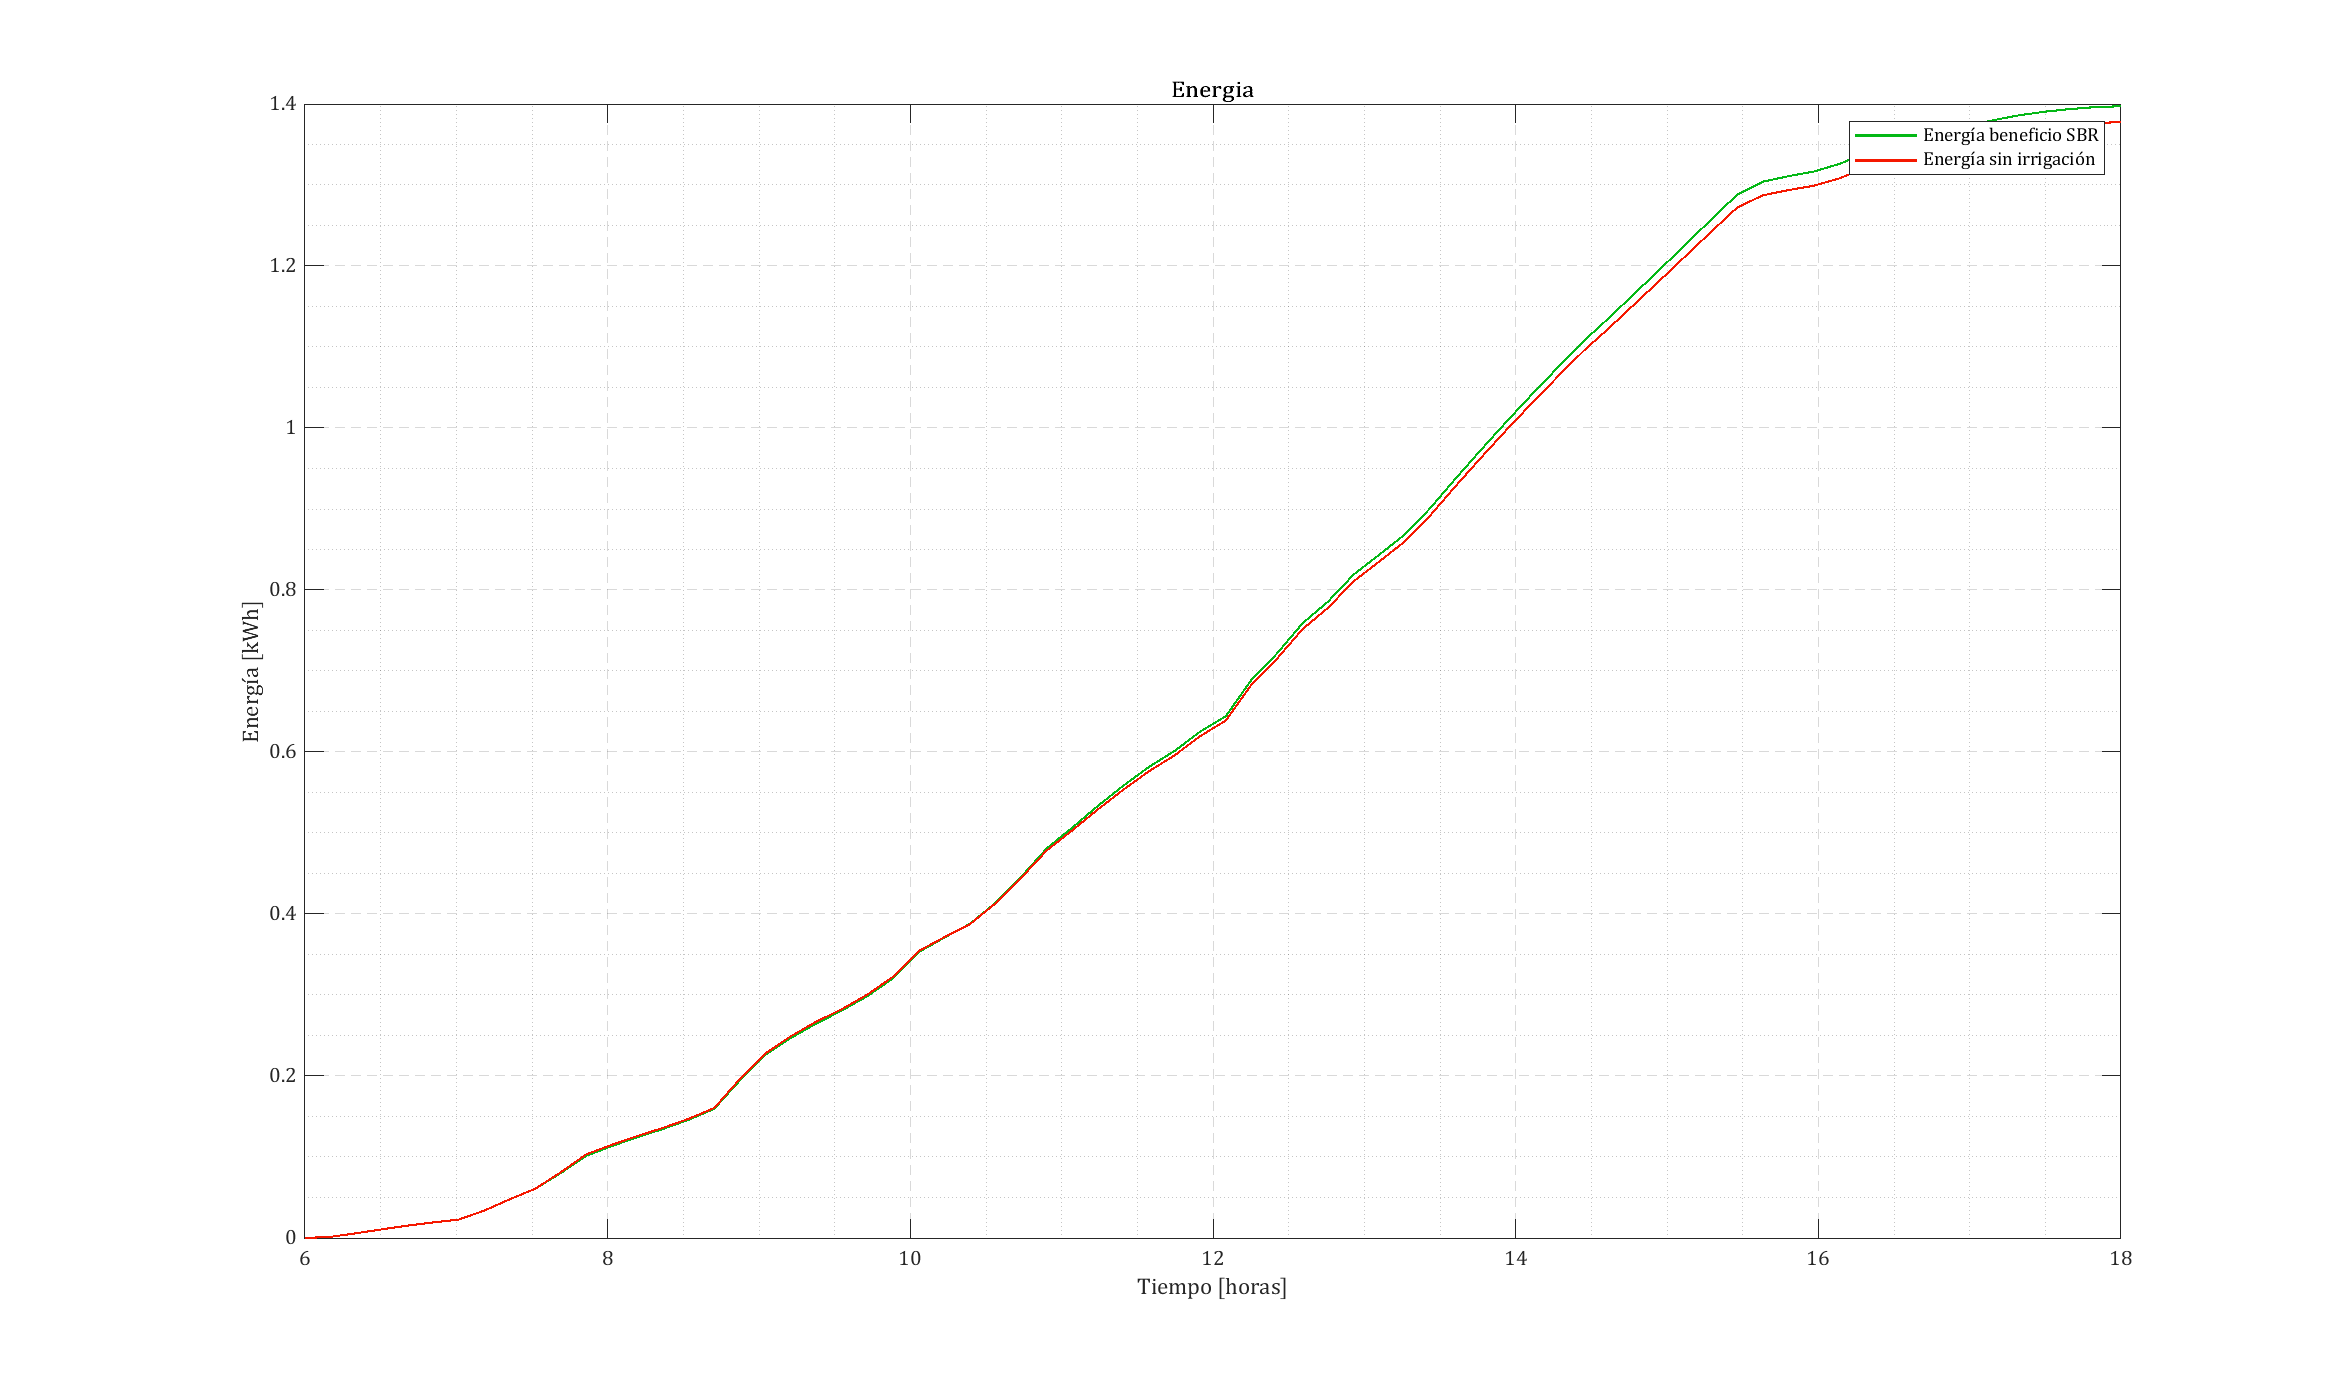 Energia
1.4
1.2
1
0.8
0.6
0.4
0.2
0
Energía [kWh]
Energía beneficio SBR
Energía sin irrigación
6 8 10 12 14 16 18
Tiempo [horas]